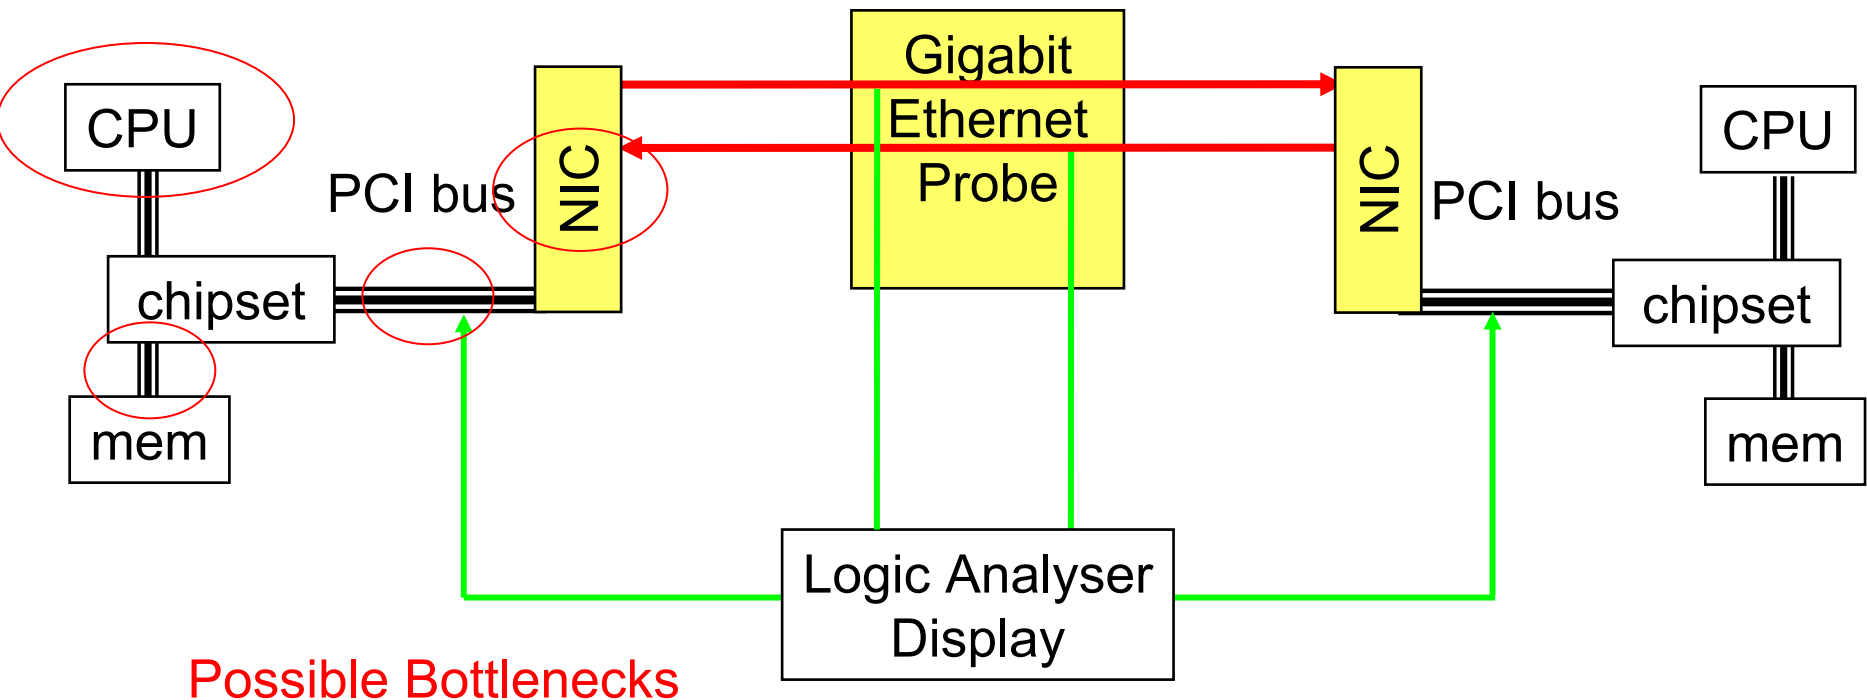 Gigabit
Ethernet
Probe
CPU
NIC
PCI bus
chipset
mem
NIC
PCI bus
CPU
chipset
mem
Logic Analyser
Display
Possible Bottlenecks